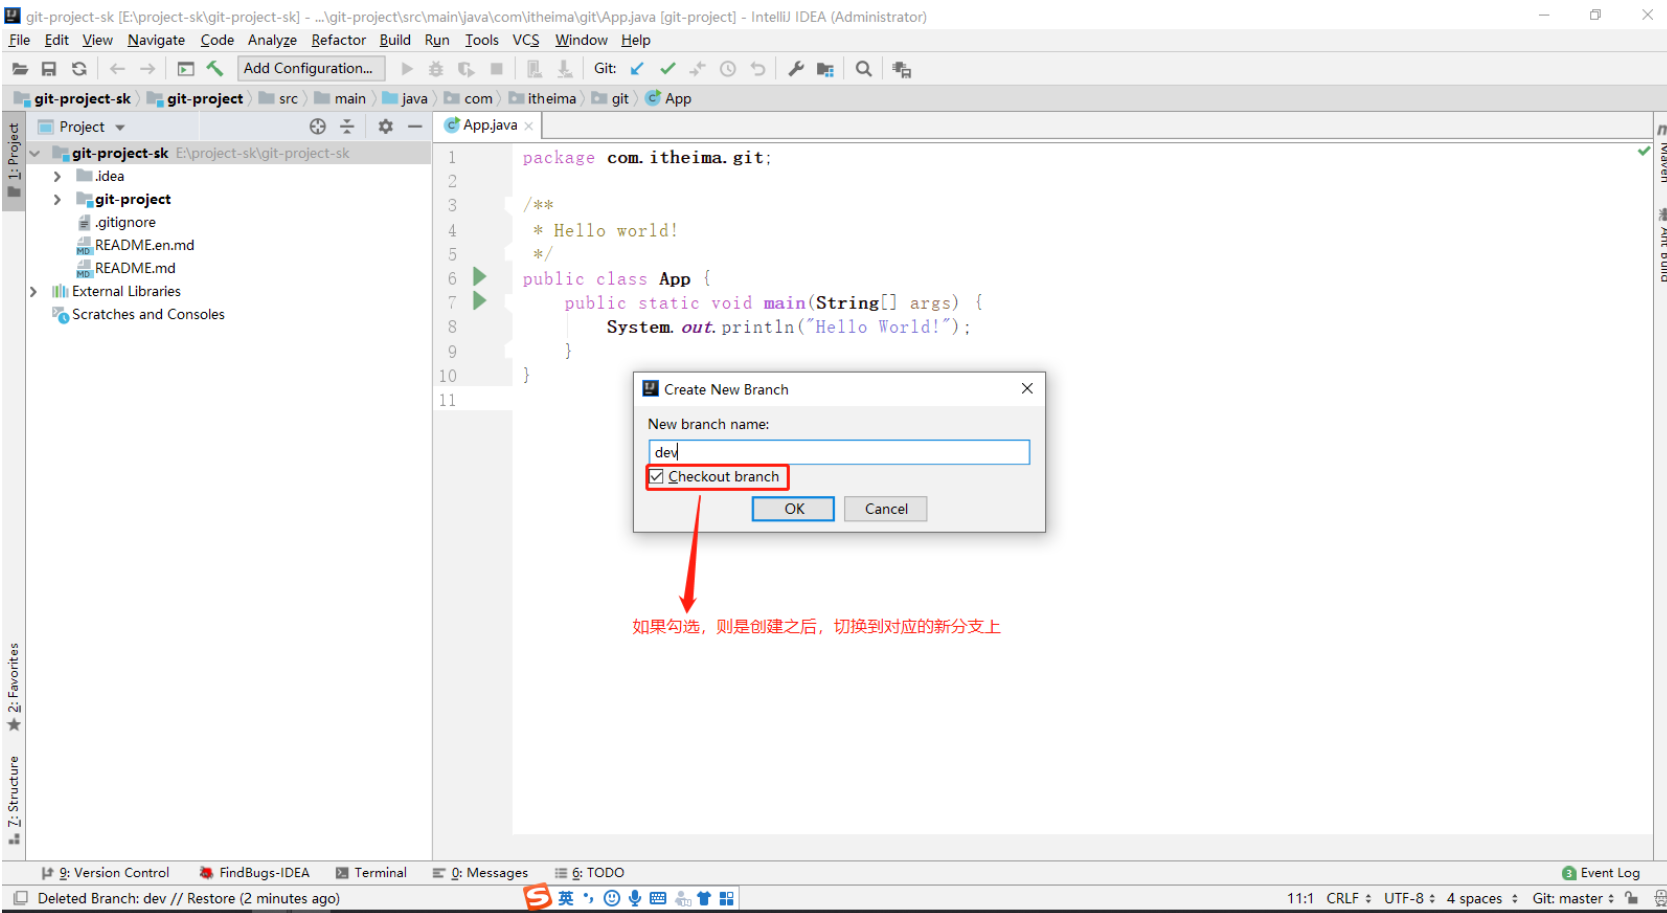 git-project-sk [E:\project-sk\git-project-sk] - ...\git-project\src\main\java\com\itheima\git\App.java [git-project] - IntelliJ IDEA (Administrator)
File Edit View Navigate Code Analyze Refactor Build Run Tools VCS Window Help
Add Configuration... Git:
git-project-sk git-project src main java com itheima git App
1: Project
Project
App.java
git-project-sk E:\project-sk\git-project-sk
.idea
git-project
.gitignore
README.en.md
README.md
External Libraries
Scratches and Consoles
1 package com.itheima.git;
2
3 /**
4 * Hello world!
5 */
6 public class App {
7 public static void main(String[] args) {
8 System.out.println("Hello World!");
9 }
10 }
11
Create New Branch
New branch name:
dev
Checkout branch
OK Cancel
如果勾选，则是创建之后，切换到对应的新分支上
Maven
Ant Build
2: Favorites
Z: Structure
9: Version Control FindBugs-IDEA Terminal 0: Messages 6: TODO 3 Event Log
Deleted Branch: dev // Restore (2 minutes ago) S 英 11:1 CRLF UTF-8 4 spaces Git: master